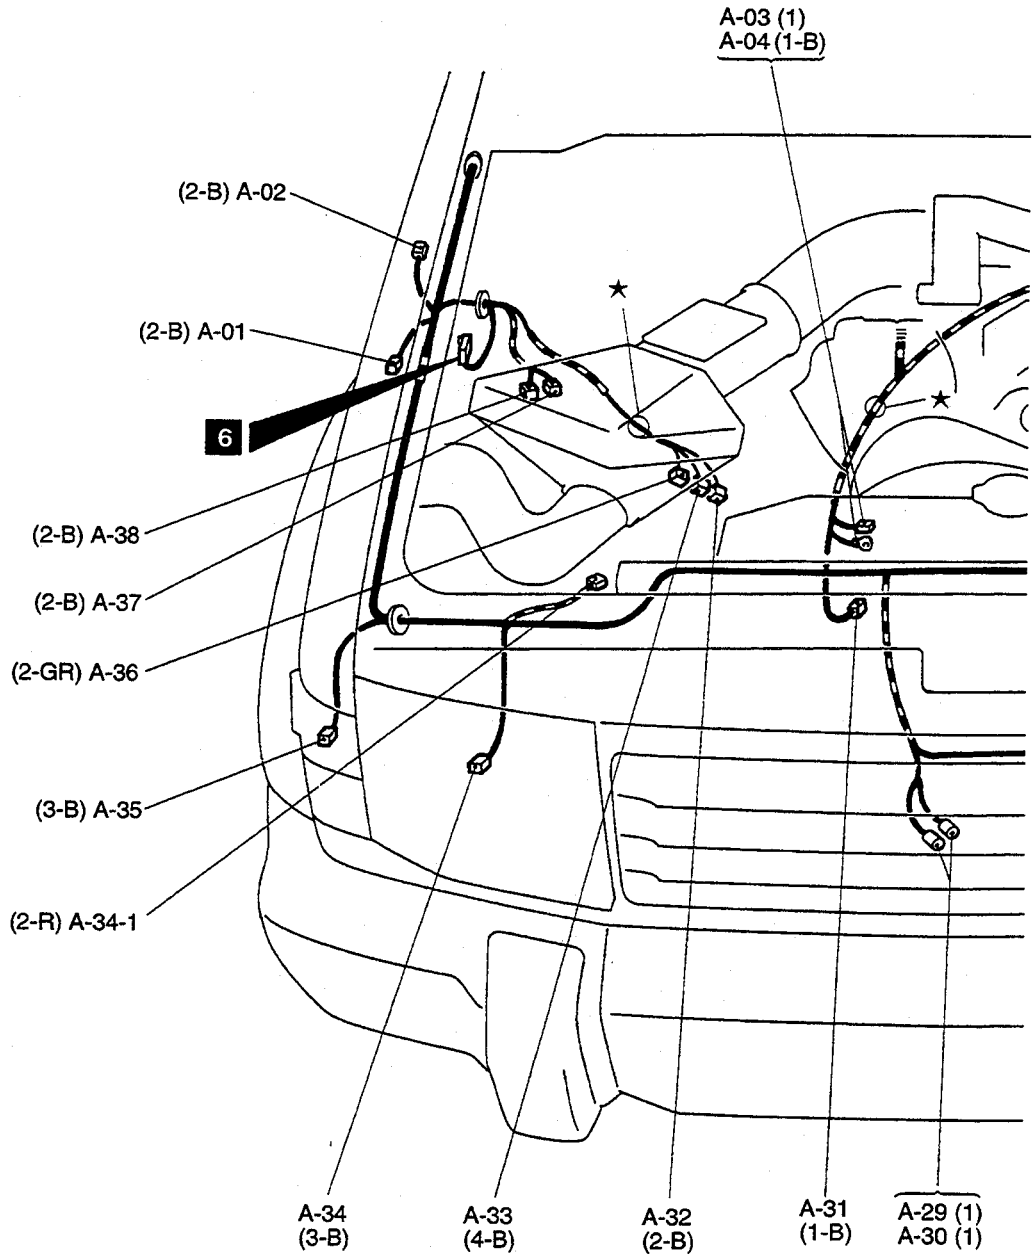 A-03 (1)
A-04 (1-B)
(2-B) A-02
(2-B) A-01
6
(2-B) A-38
(2-B) A-37
(2-GR) A-36
(3-B) A-35
(2-R) A-34-1
A-34
(3-B)
A-33
(4-B)
A-32
(2-B)
A-31
(1-B)
A-29 (1)
A-30 (1)